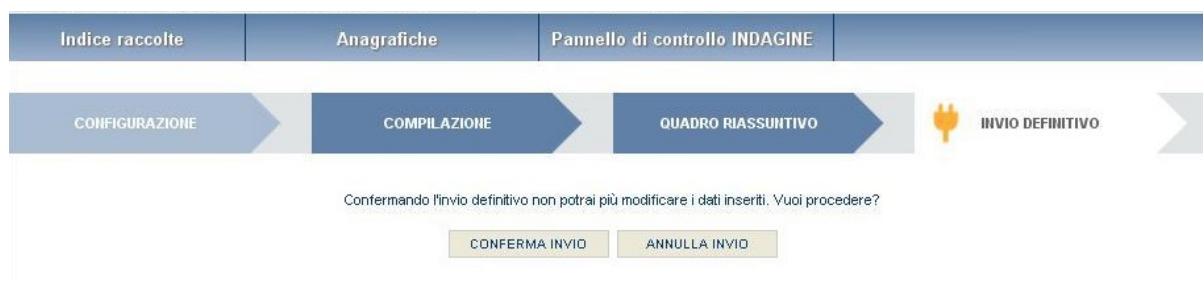 Indice raccolte Anagrafiche Pannello di controllo INDAGINE
CONFIGURAZIONE COMPILAZIONE QUADRO RIASSUNTIVO INVIO DEFINITIVO
Confermando l'invio definitivo non potrai più modificare i dati inseriti. Vuoi procedere?
CONFERMA INVIO ANNULLA INVIO